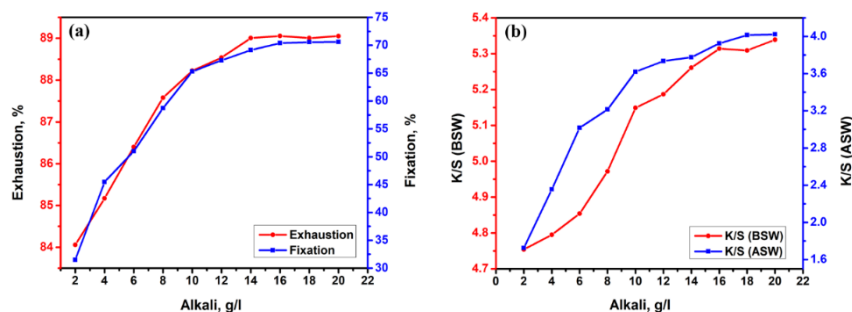 (a)
89
88
87
86
85
84
75
70
65
60
55
50
45
40
35
30
2 4 6 8 10 12 14 16 18 20 22
Exhaustion, %
Fixation, %
Alkali, g/l
Exhaustion
Fixation
(b)
5.4
5.3
5.2
5.1
5.0
4.9
4.8
4.7
4.0
3.6
3.2
2.8
2.4
2.0
1.6
0 2 4 6 8 10 12 14 16 18 20 22
K/S (BSW)
K/S (ASW)
Alkali, g/l
K/S (BSW)
K/S (ASW)